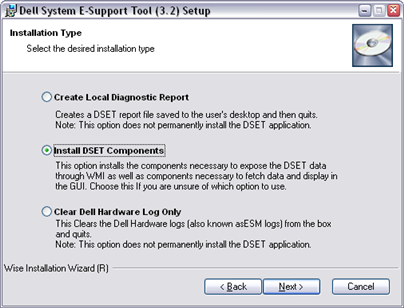 Dell System E-Support Tool (3.2) Setup
Installation Type
Select the desired installation type
Create Local Diagnostic Report
Creates a DSET report file saved to the user's desktop and then quits.
Note: This option does not permanently install the DSET application.
Install DSET Components
This option installs the components necessary to expose the DSET data
through WMI as well as components necessary to fetch data and display in
the GUI. Choose this If you are unsure of which option to use.
Clear Dell Hardware Log Only
This Clears the Dell Hardware logs (also known asESM logs) from the box
and quits.
Note: This option does not permanently install the DSET application.
Wise Installation Wizard (R)
< Back Next > Cancel